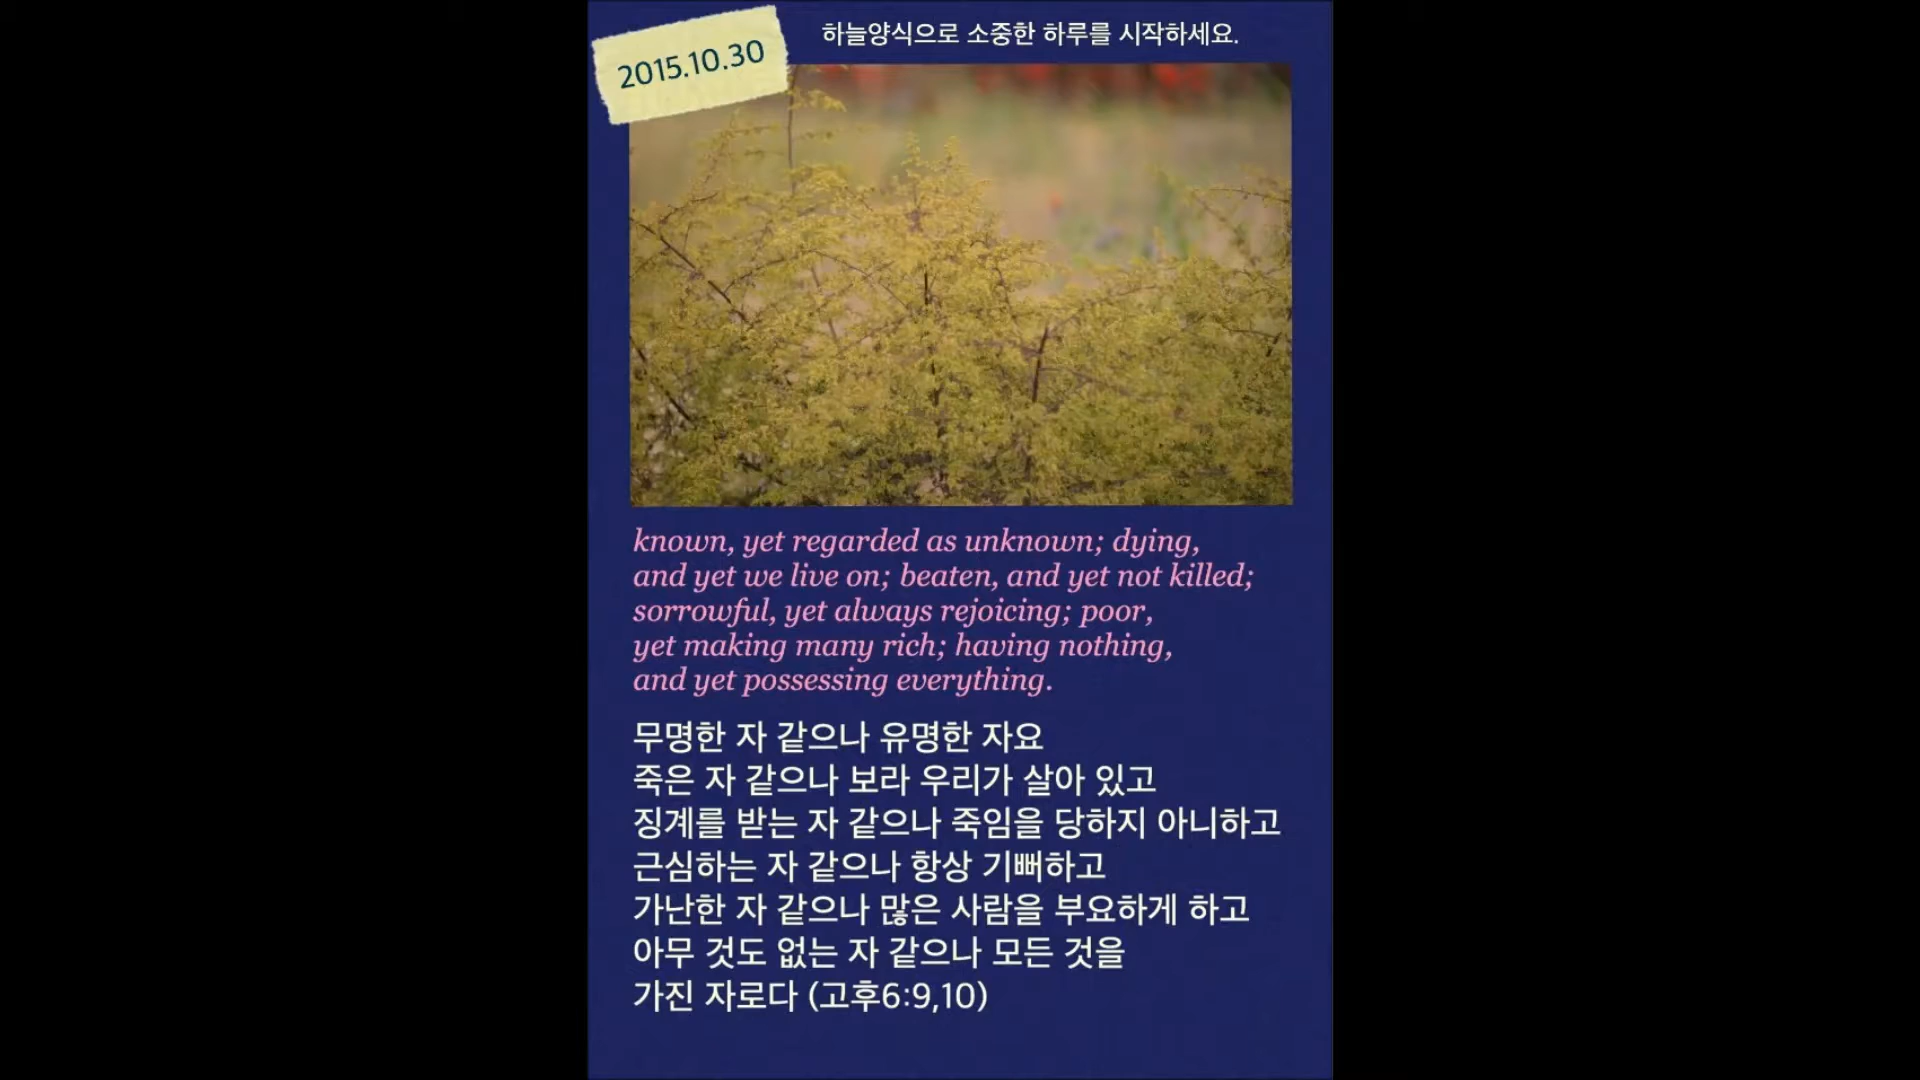 2015.10.30
하늘양식으로 소중한 하루를 시작하세요.
known, yet regarded as unknown; dying,
and yet we live on; beaten, and yet not killed;
sorrowful, yet always rejoicing; poor,
yet making many rich; having nothing,
and yet possessing everything.
무명한 자 같으나 유명한 자요
죽은 자 같으나 보라 우리가 살아 있고
징계를 받는 자 같으나 죽임을 당하지 아니하고
근심하는 자 같으나 항상 기뻐하고
가난한 자 같으나 많은 사람을 부요하게 하고
아무 것도 없는 자 같으나 모든 것을
가진 자로다 (고후6:9,10)